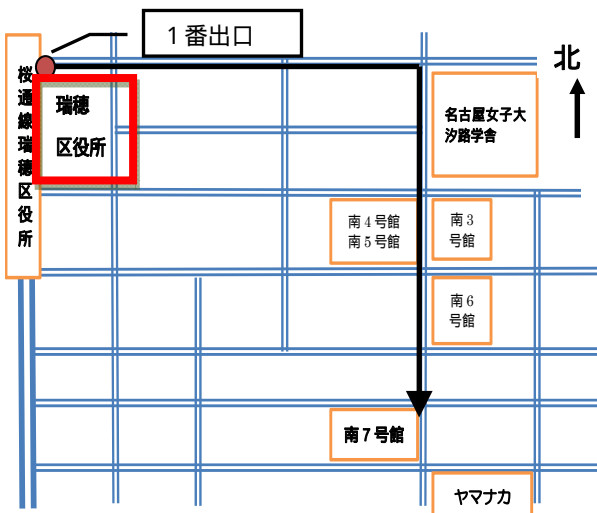 １番出口
北
桜通線瑞穂区役所
瑞穂
区役所
名古屋女子大
汐路学舎
南４号館
南５号館
南３
号館
南６
号館
南７号館
ヤマナカ